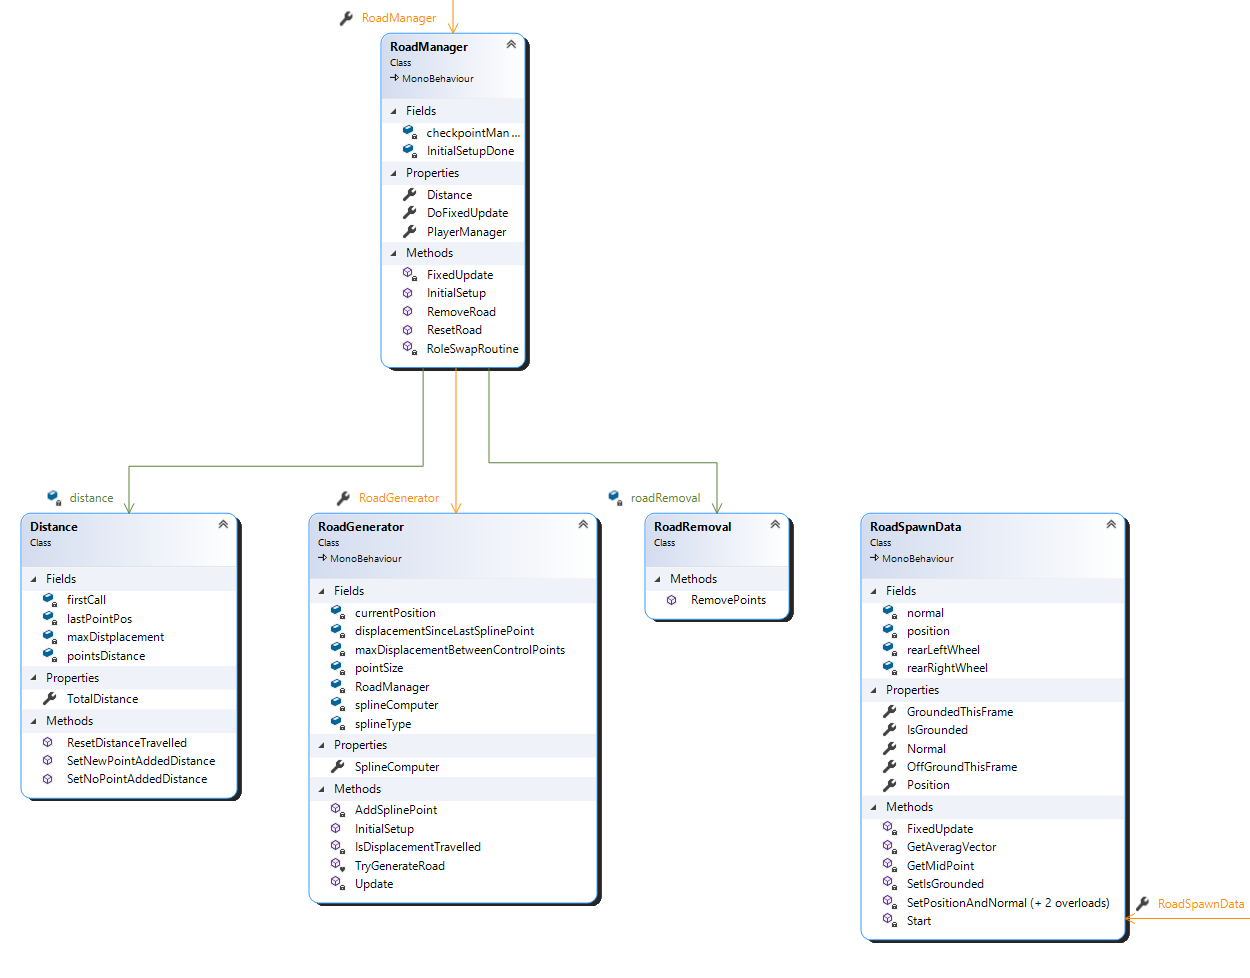 RoadManager
RoadManager
Class
MonoBehaviour
Fields
checkpointMan...
InitialSetupDone
Properties
Distance
DoFixedUpdate
PlayerManager
Methods
FixedUpdate
InitialSetup
RemoveRoad
ResetRoad
RoleSwapRoutine
distance
Distance
Class
Fields
firstCall
lastPointPos
maxDistplacement
pointsDistance
Properties
TotalDistance
Methods
ResetDistanceTravelled
SetNewPointAddedDistance
SetNoPointAddedDistance
RoadGenerator
RoadGenerator
Class
MonoBehaviour
Fields
currentPosition
displacementSinceLastSplinePoint
maxDisplacementBetweenControlPoints
pointSize
RoadManager
splineComputer
splineType
Properties
SplineComputer
Methods
AddSplinePoint
InitialSetup
IsDisplacementTravelled
TryGenerateRoad
Update
roadRemoval
RoadRemoval
Class
Methods
RemovePoints
RoadSpawnData
Class
MonoBehaviour
Fields
normal
position
rearLeftWheel
rearRightWheel
Properties
GroundedThisFrame
IsGrounded
Normal
OffGroundThisFrame
Position
Methods
FixedUpdate
GetAveragVector
GetMidPoint
SetIsGrounded
SetPositionAndNormal (+ 2 overloads)
Start
RoadSpawnData